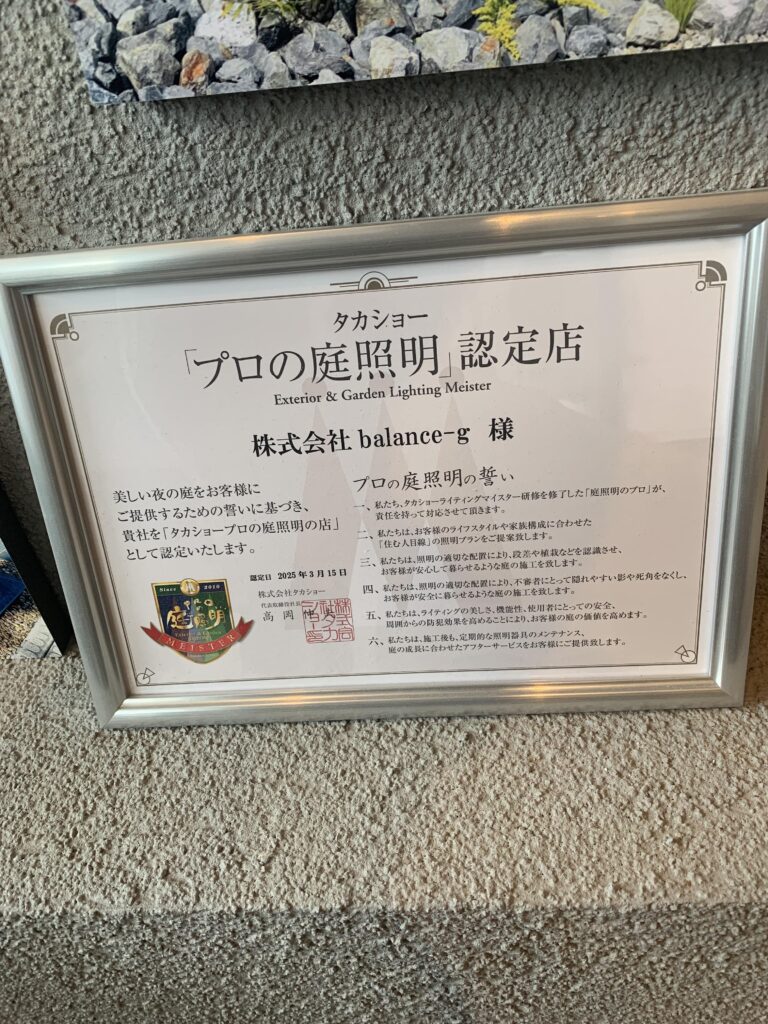 タカショー
「プロの庭照明」認定店
Exterior & Garden Lighting Meister
株式会社 balance-g 様
美しい夜の庭をお客様に
ご提供するための誓いに基づき、
貴社を「タカショープロの庭照明の店」
として認定いたします。
認定日 2025年3月15日
株式会社タカショー
代表取締役社長
高岡伸
Since 2010
プロの
庭照明
MEISTER
プロの庭照明の誓い
一、私たち、タカショーライティングマイスター研修を修了した「庭照明のプロ」が、
責任を持って対応させて頂きます。
二、私たちは、お客様のライフスタイルや家族構成に合わせた
「住む人目線」の照明プランをご提案致します。
三、私たちは、照明の適切な配置により、段差や植栽などを認識させ、
お客様が安心して暮らせるような庭の施工を致します。
四、私たちは、照明の適切な配置により、不審者にとって隠れやすい影や死角をなくし、
お客様が安全に暮らせるような庭の施工を致します。
五、私たちは、ライティングの美しさ、機能性、使用者にとっての安全、
周囲からの防犯効果を高めることにより、お客様の庭の価値を高めます。
六、私たちは、施工後も、定期的な照明器具のメンテナンス、
庭の成長に合わせたアフターサービスをお客様にご提供致します。